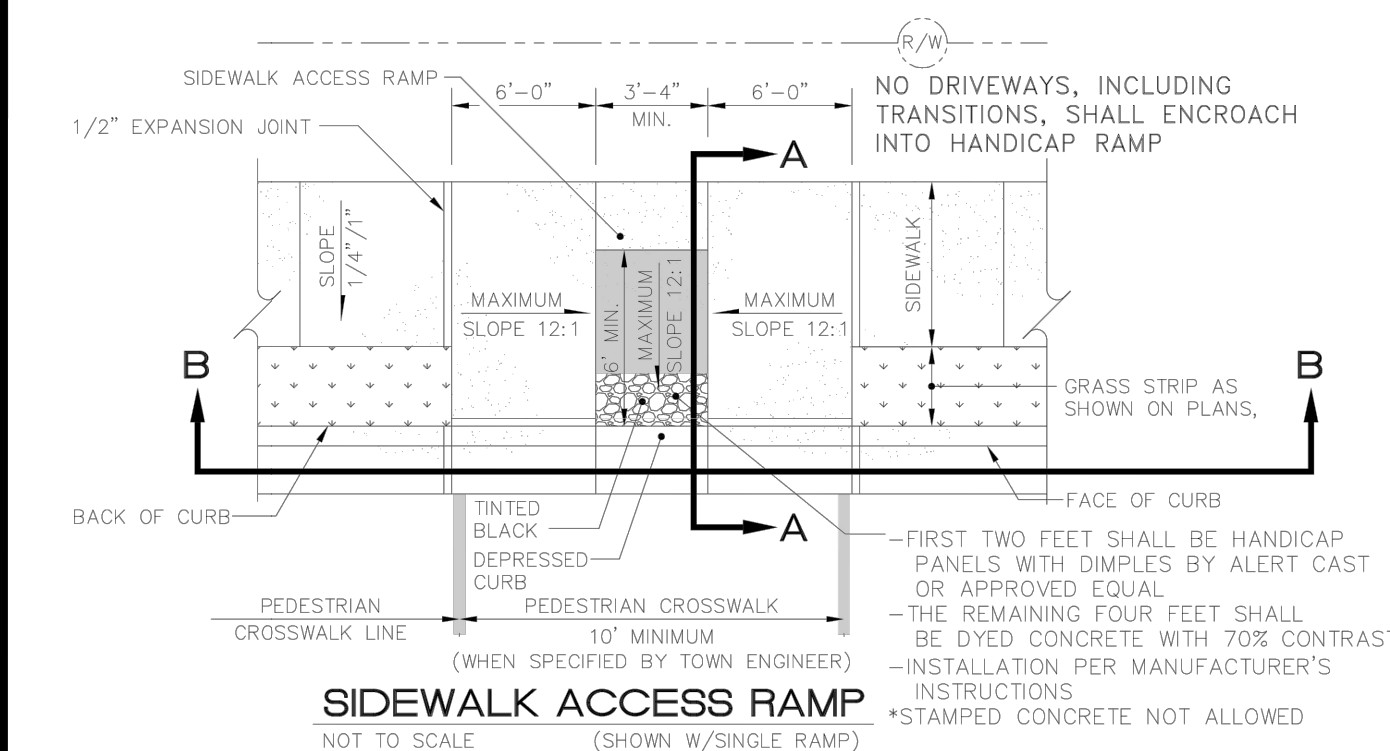 R/W
SIDEWALK ACCESS RAMP
6'-0"
3'-4"
MIN.
6'-0"
NO DRIVEWAYS, INCLUDING
TRANSITIONS, SHALL ENCROACH
INTO HANDICAP RAMP
1/2" EXPANSION JOINT
A
SLOPE
1/4"/1"
SIDEWALK
MAXIMUM
SLOPE 12:1
6' MIN.
MAXIMUM
SLOPE 12:1
MAXIMUM
SLOPE 12:1
B
B
GRASS STRIP AS
SHOWN ON PLANS,
BACK OF CURB
TINTED
BLACK
A
FACE OF CURB
DEPRESSED
CURB
-FIRST TWO FEET SHALL BE HANDICAP
PANELS WITH DIMPLES BY ALERT CAST
OR APPROVED EQUAL
-THE REMAINING FOUR FEET SHALL
BE DYED CONCRETE WITH 70% CONTRAST
-INSTALLATION PER MANUFACTURER'S
INSTRUCTIONS
*STAMPED CONCRETE NOT ALLOWED
PEDESTRIAN
CROSSWALK LINE
PEDESTRIAN CROSSWALK
10' MINIMUM
(WHEN SPECIFIED BY TOWN ENGINEER)
SIDEWALK ACCESS RAMP
NOT TO SCALE
(SHOWN W/SINGLE RAMP)